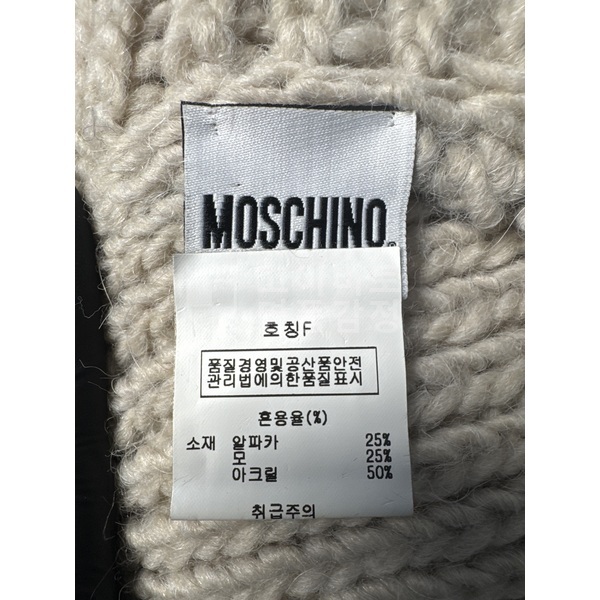 MOSCHINO
호칭F
품질경영및공산품안전
관리법에의한품질표시
혼용율(%)
소재 알파카 25%
모 25%
아크릴 50%
취급주의